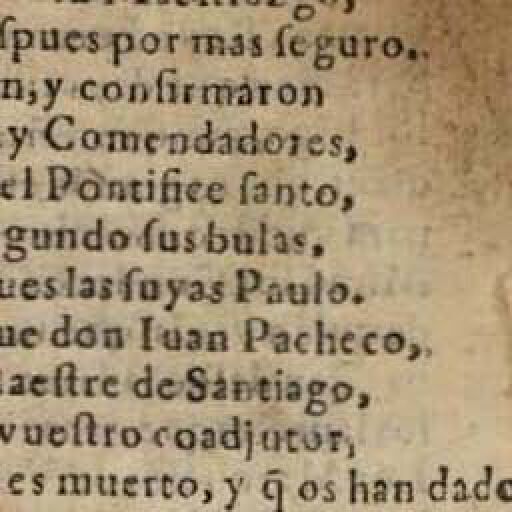 ſpues por mas ſeguro.
n, y confirmaron
y Comendadores,
el Pontifice ſanto,
gundo ſus bulas,
ues las ſuyas Paulo.
ue don Iuan Pacheco,
aeſtre de Santiago,
vueſtro coadjutor,
es muerto, y q̃ os han dado